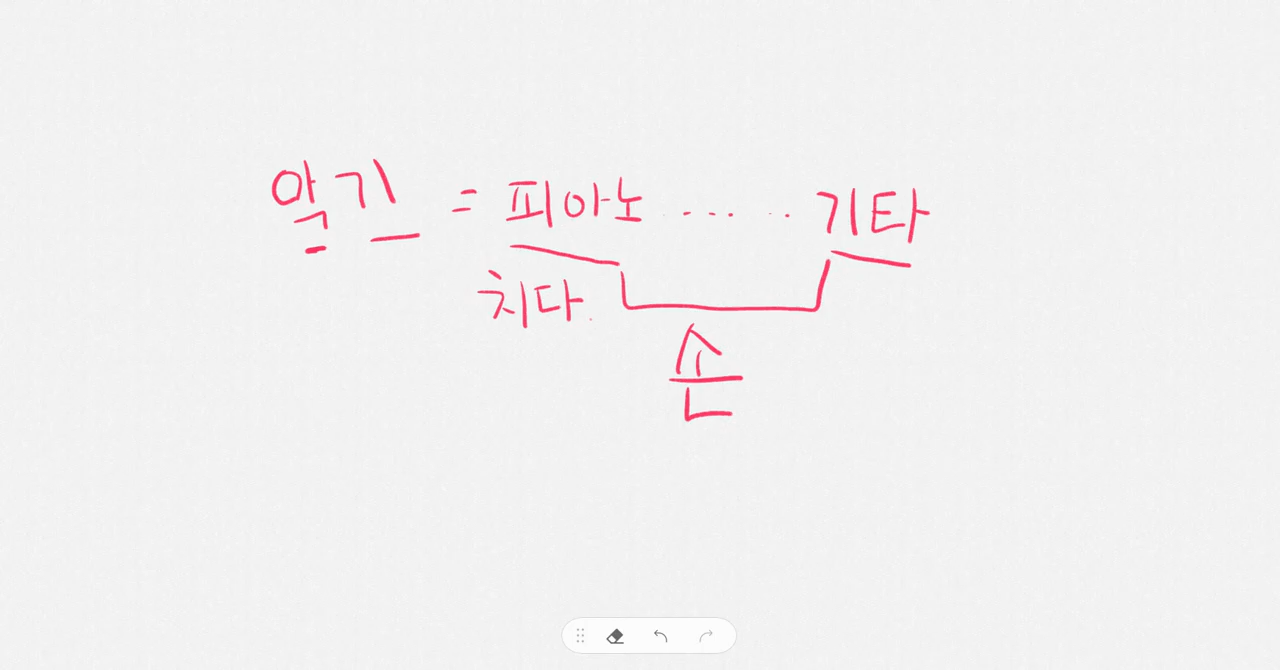 악기 = 피아노 ........ 기타
치다.
손